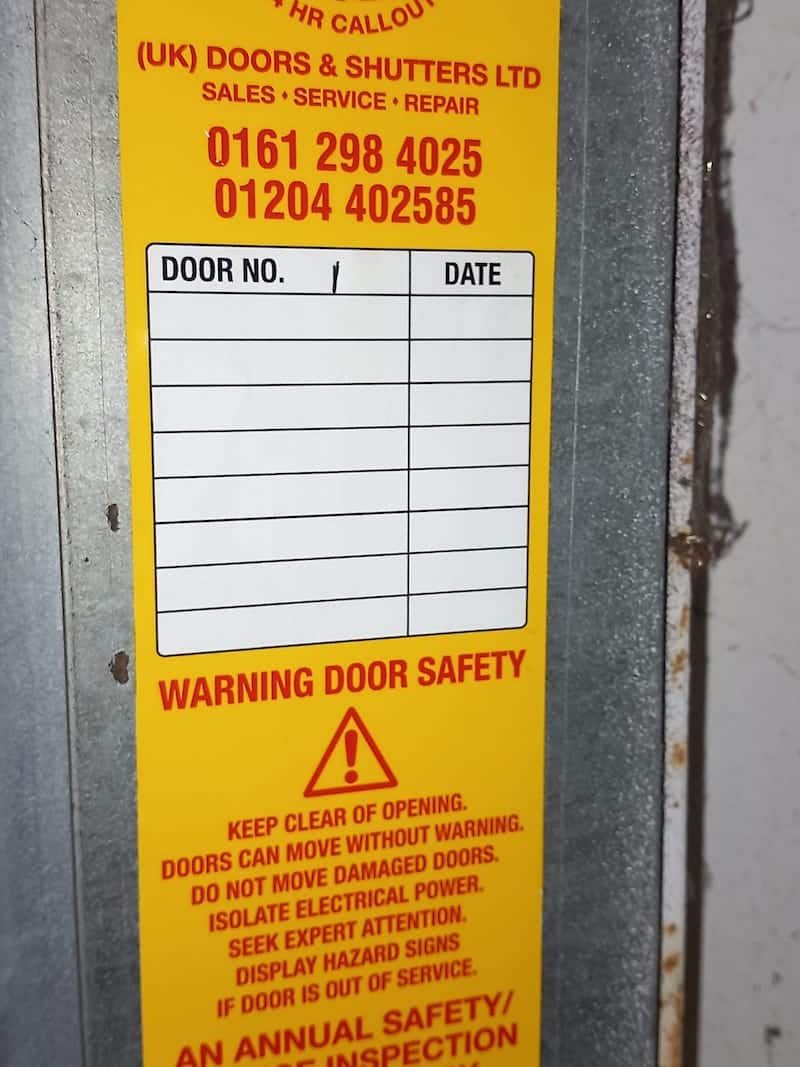 HR CALLOUT
(UK) DOORS & SHUTTERS LTD
SALES • SERVICE • REPAIR
0161 298 4025
01204 402585
DOOR NO. 1 DATE
WARNING DOOR SAFETY
KEEP CLEAR OF OPENING.
DOORS CAN MOVE WITHOUT WARNING.
DO NOT MOVE DAMAGED DOORS.
ISOLATE ELECTRICAL POWER.
SEEK EXPERT ATTENTION.
DISPLAY HAZARD SIGNS
IF DOOR IS OUT OF SERVICE.
AN ANNUAL SAFETY/
INSPECTION